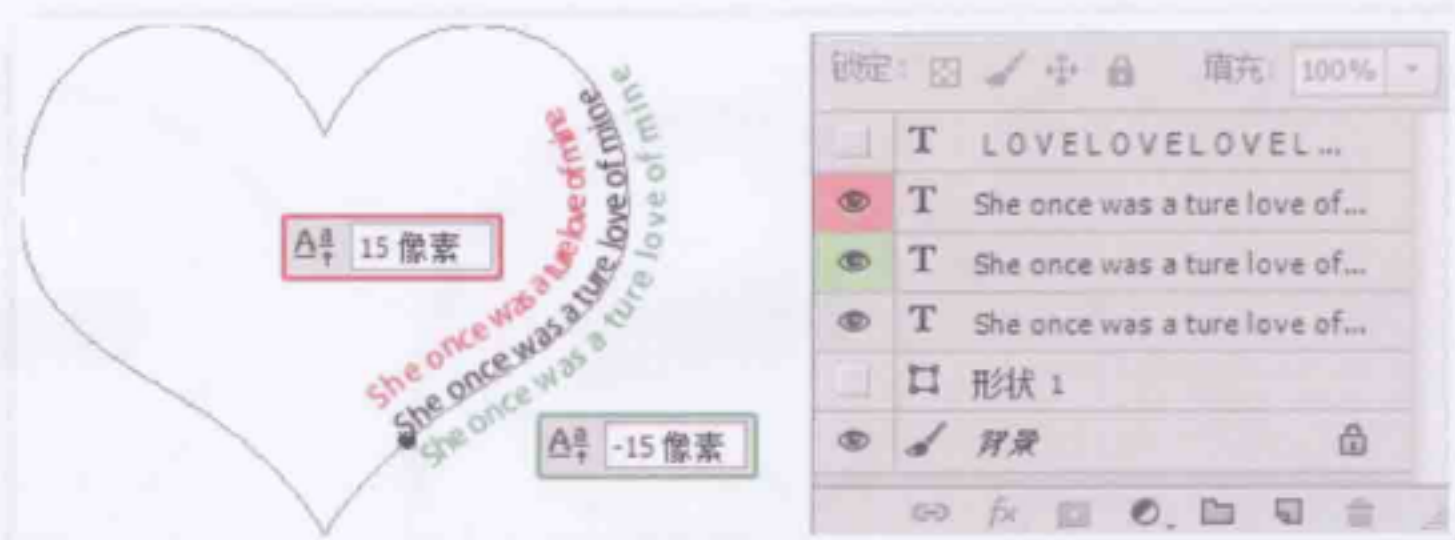 She once was a ture love of mine
She once was a ture love of mine
She once was a ture love of mine
15 像素
-15 像素
锁定: 填充: 100%
T L O V E L O V E L O V E L ...
T She once was a ture love of...
T She once was a ture love of...
T She once was a ture love of...
形状 1
背景
fx